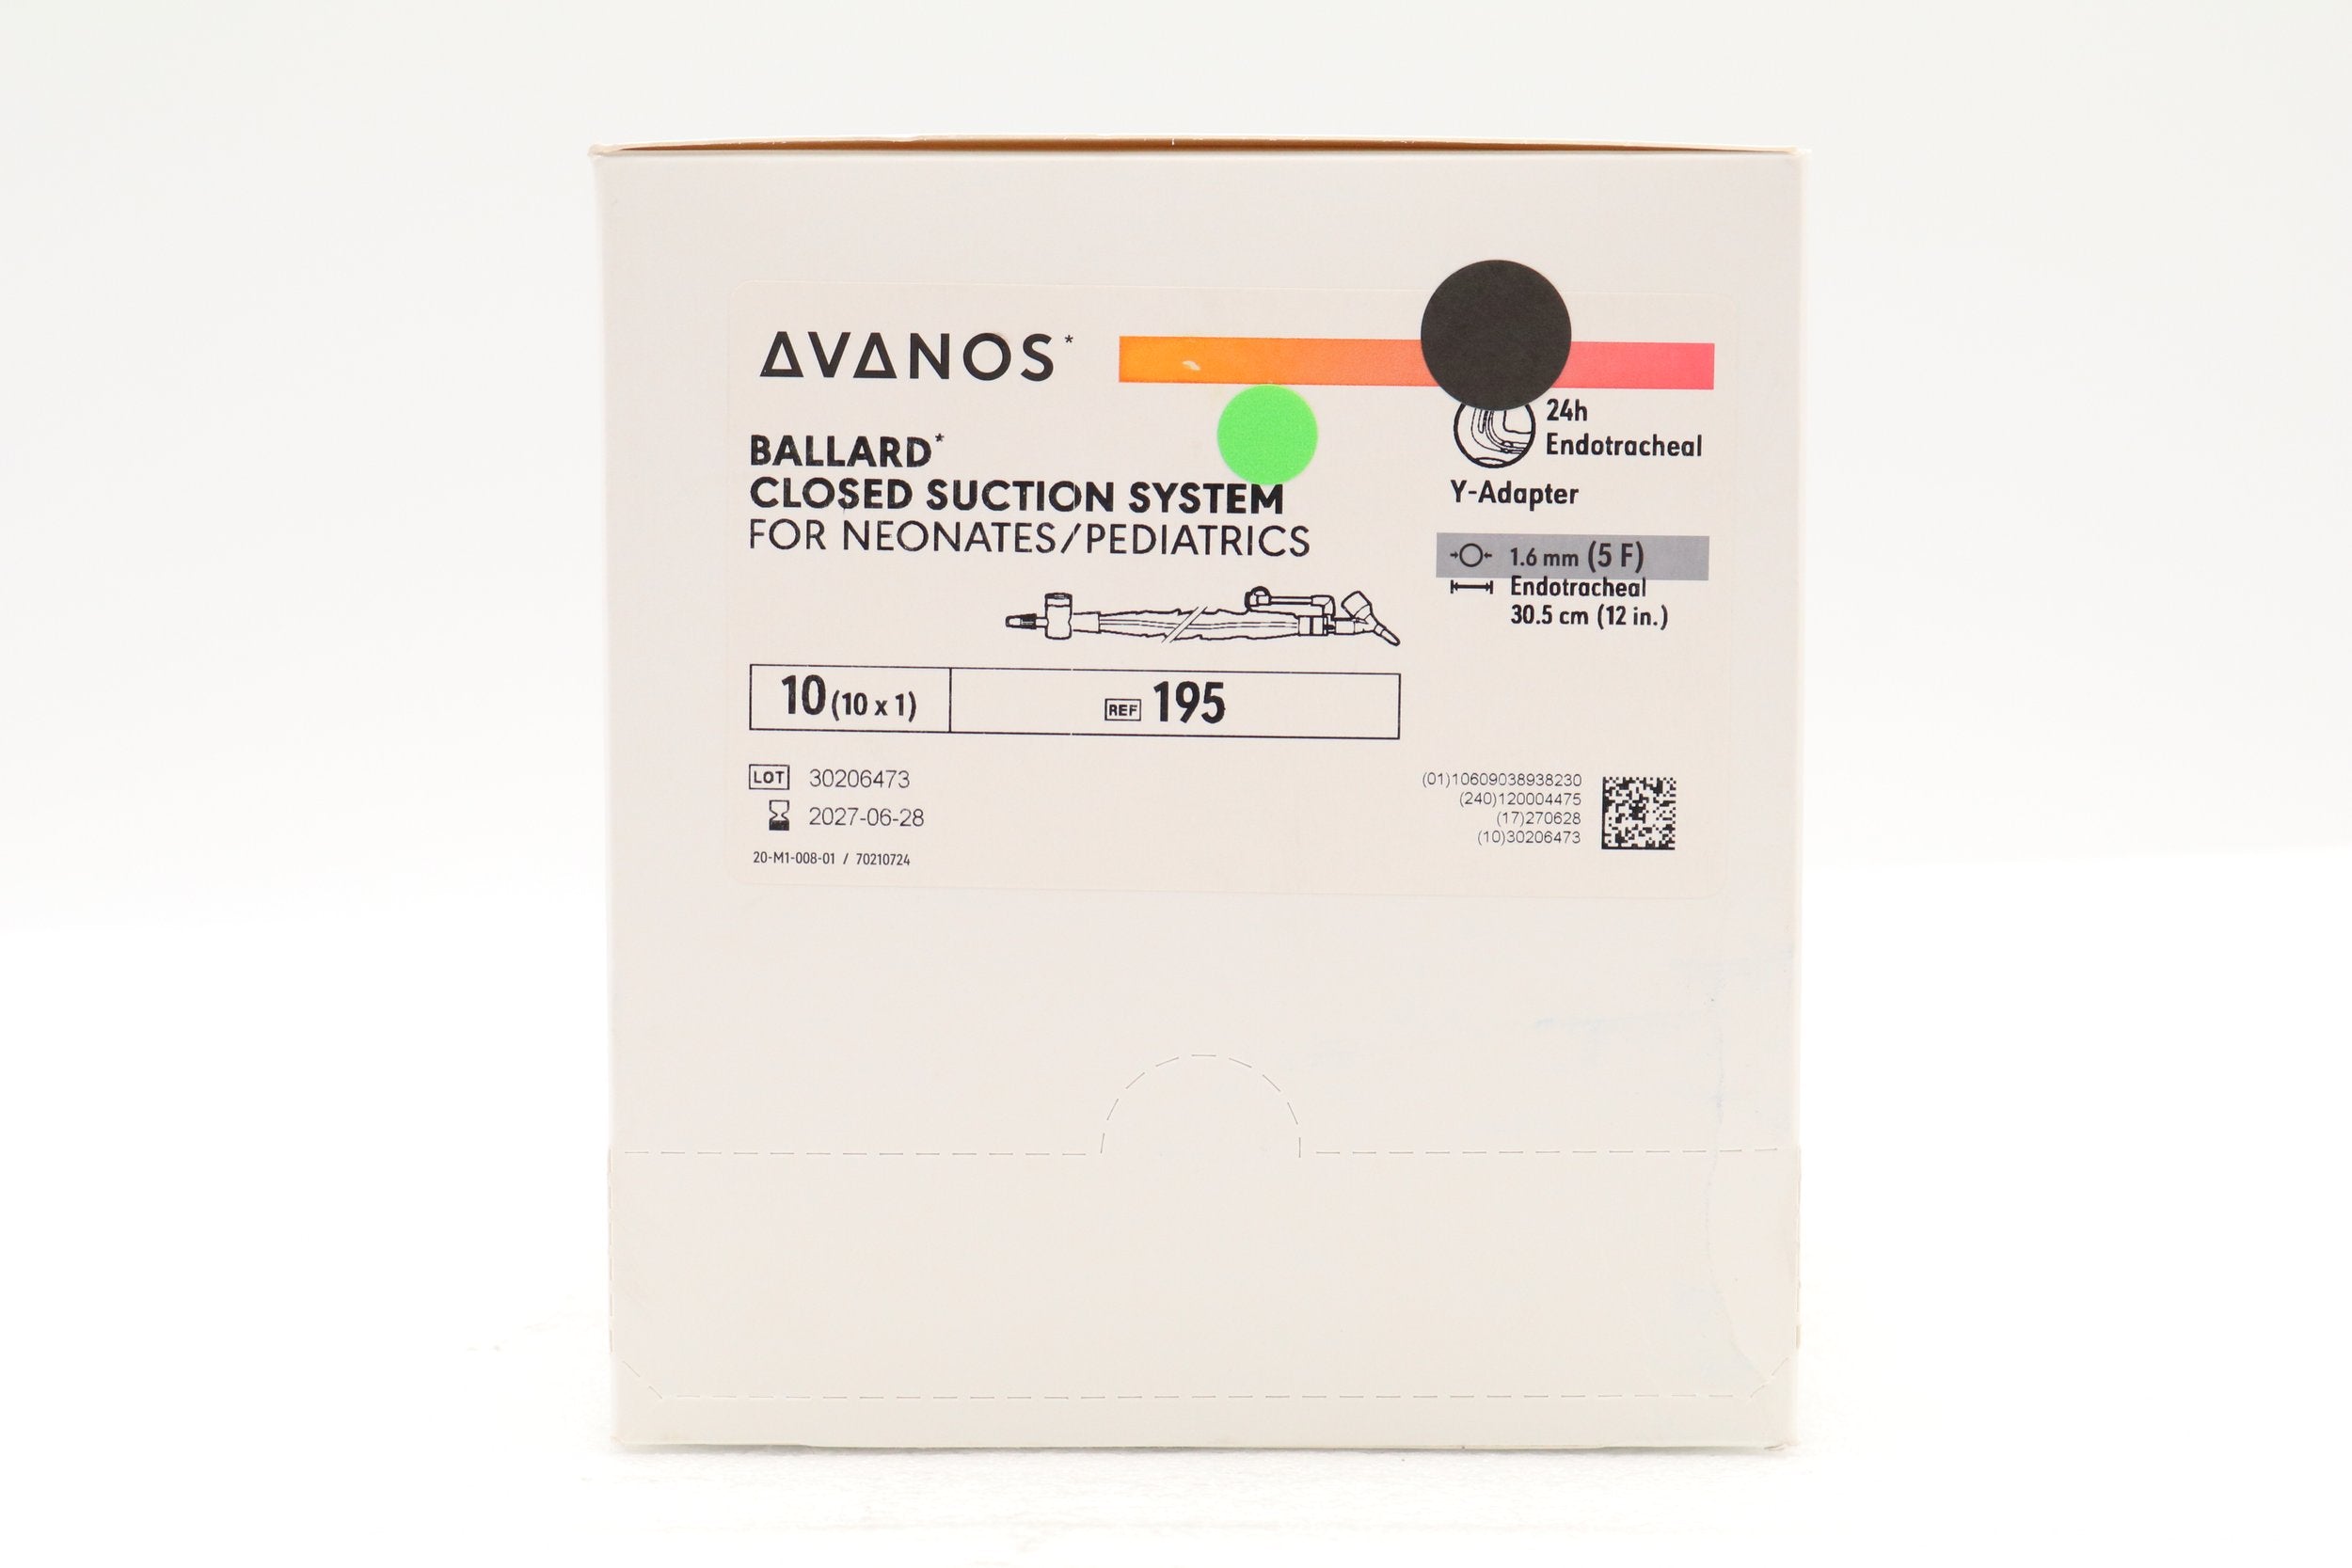 AVANOS*
BALLARD*
CLOSED SUCTION SYSTEM
FOR NEONATES/PEDIATRICS
24h
Endotracheal
Y-Adapter
1.6 mm (5 F)
Endotracheal
30.5 cm (12 in.)
10 (10 x 1)
REF 195
LOT 30206473
2027-06-28
20-M1-008-01 / 70210724
(01)10609038938230
(240)120004475
(17)270628
(10)30206473